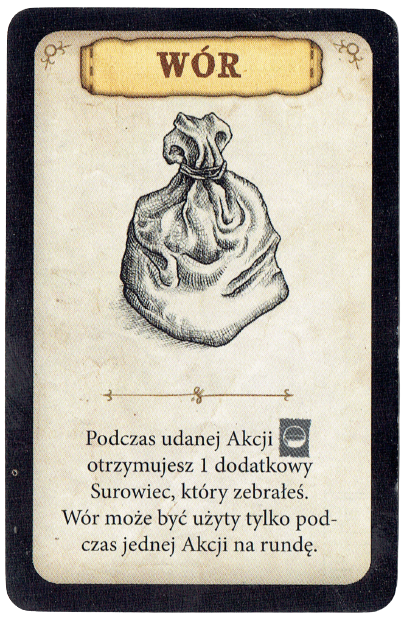 WÓR
Podczas udanej Akcji
otrzymujesz 1 dodatkowy
Surowiec, który zebrałeś.
Wór może być użyty tylko pod-
czas jednej Akcji na rundę.